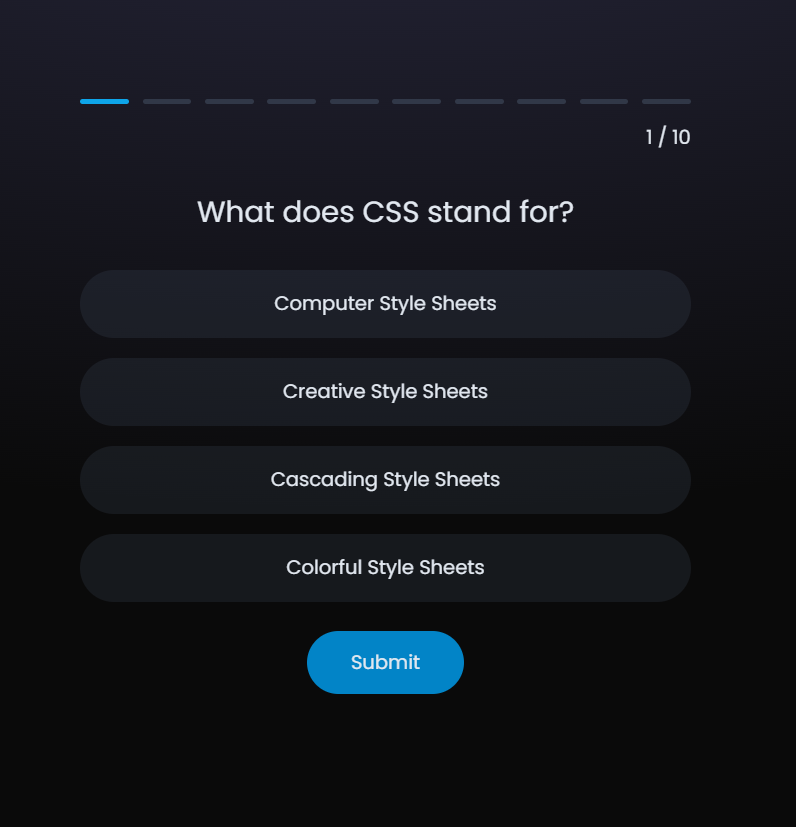 1 / 10
What does CSS stand for?
Computer Style Sheets
Creative Style Sheets
Cascading Style Sheets
Colorful Style Sheets
Submit